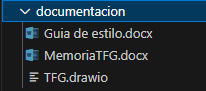 documentacion
Guia de estilo.docx
MemoriaTFG.docx
TFG.drawio